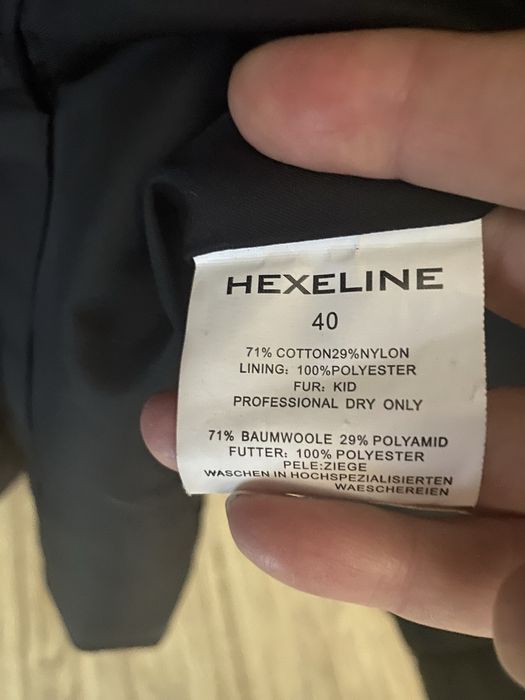 HEXELINE
40
71% COTTON29%NYLON
LINING: 100%POLYESTER
FUR: KID
PROFESSIONAL DRY ONLY
71% BAUMWOOLE 29% POLYAMID
FUTTER: 100% POLYESTER
PELE:ZIEGE
WASCHEN IN HOCHSPEZIALISIERTEN
WAESCHEREIEN